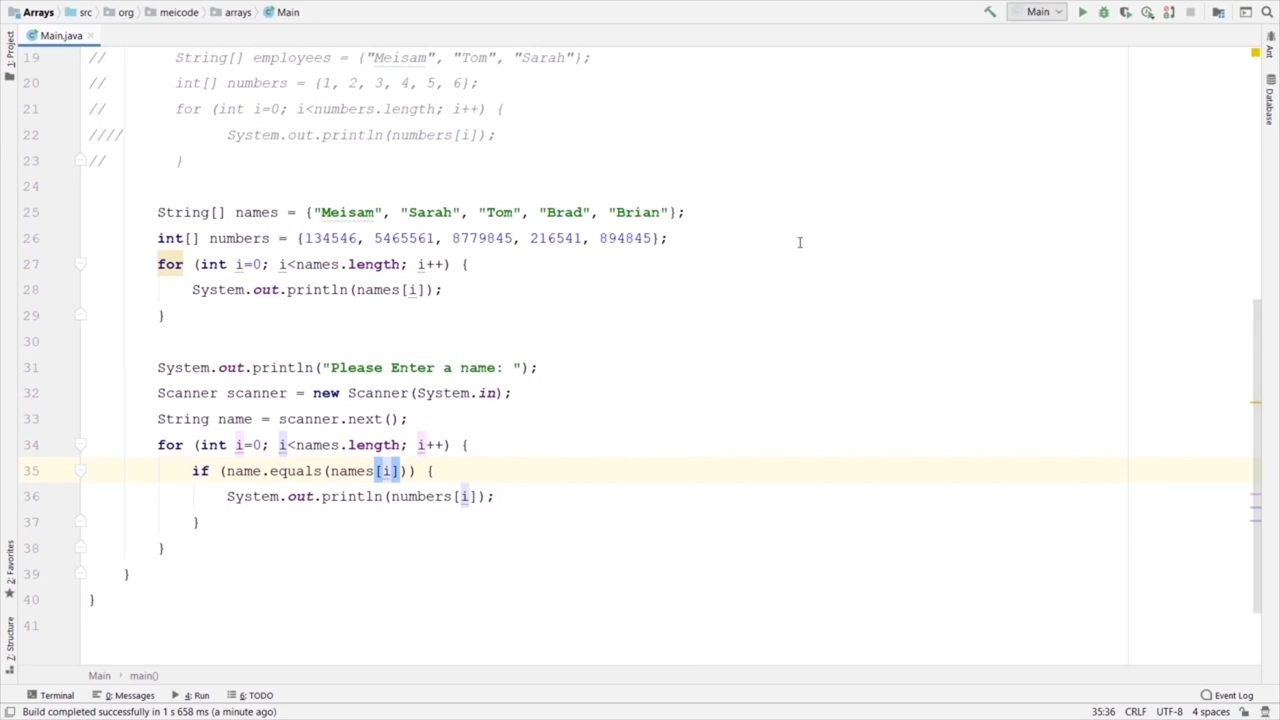 Arrays src org meicode arrays Main Main
Main.java
1: Project
Ant
Database
19 // String[] employees = {"Meisam", "Tom", "Sarah"};
20 // int[] numbers = {1, 2, 3, 4, 5, 6};
21 // for (int i=0; i<numbers.length; i++) {
22 //// System.out.println(numbers[i]);
23 // }
24
25 String[] names = {"Meisam", "Sarah", "Tom", "Brad", "Brian"};
26 int[] numbers = {134546, 5465561, 8779845, 216541, 894845};
27 for (int i=0; i<names.length; i++) {
28 System.out.println(names[i]);
29 }
30
31 System.out.println("Please Enter a name: ");
32 Scanner scanner = new Scanner(System.in);
33 String name = scanner.next();
34 for (int i=0; i<names.length; i++) {
35 if (name.equals(names[i])) {
36 System.out.println(numbers[i]);
37 }
38 }
39 }
40 }
41
2: Favorites
7: Structure
Main main()
Terminal 0: Messages 4: Run 6: TODO Event Log
Build completed successfully in 1 s 658 ms (a minute ago) 35:36 CRLF UTF-8 4 spaces